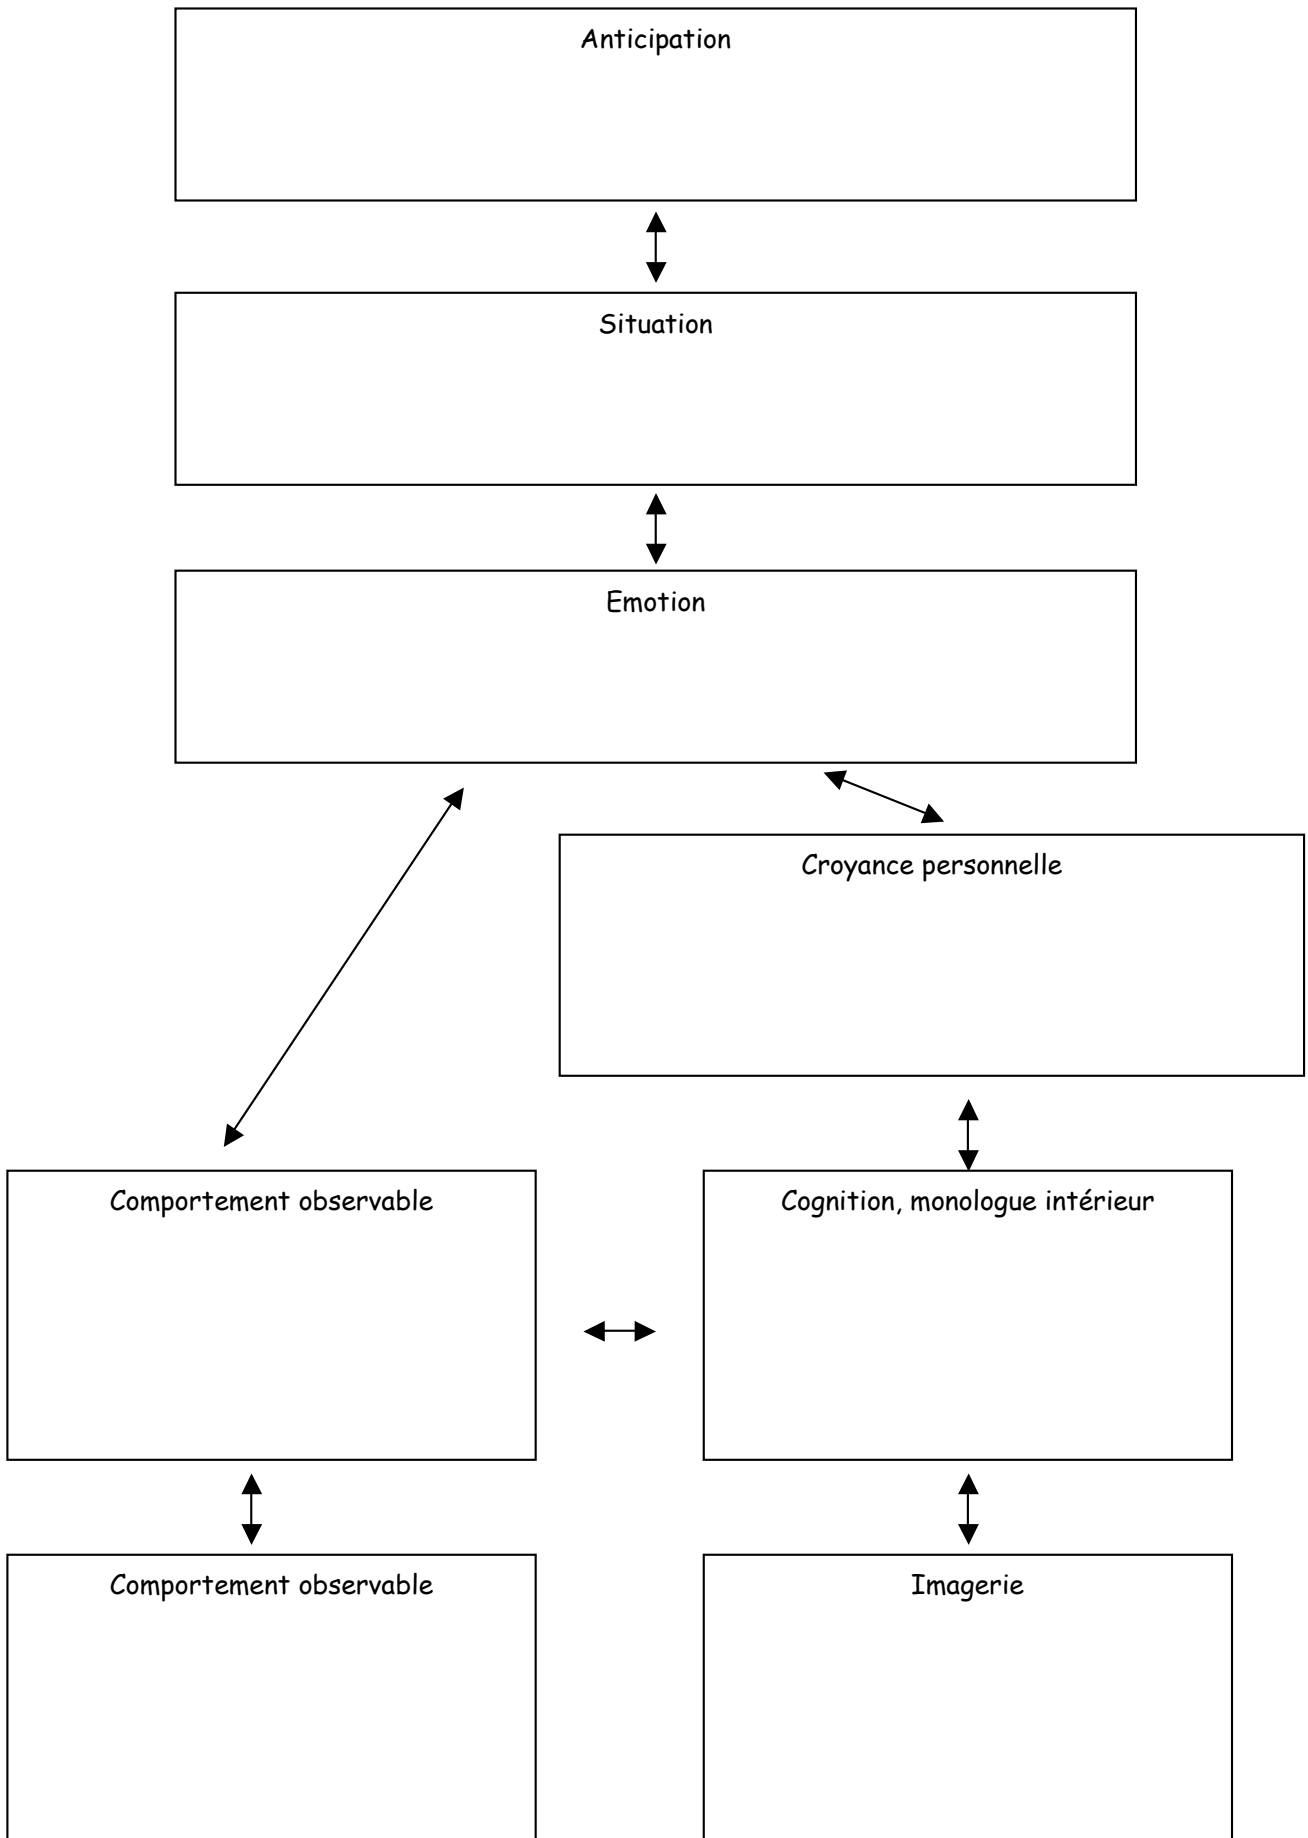 Anticipation
Situation
Emotion
Croyance personnelle
Comportement observable
Cognition, monologue intérieur
Comportement observable
Imagerie